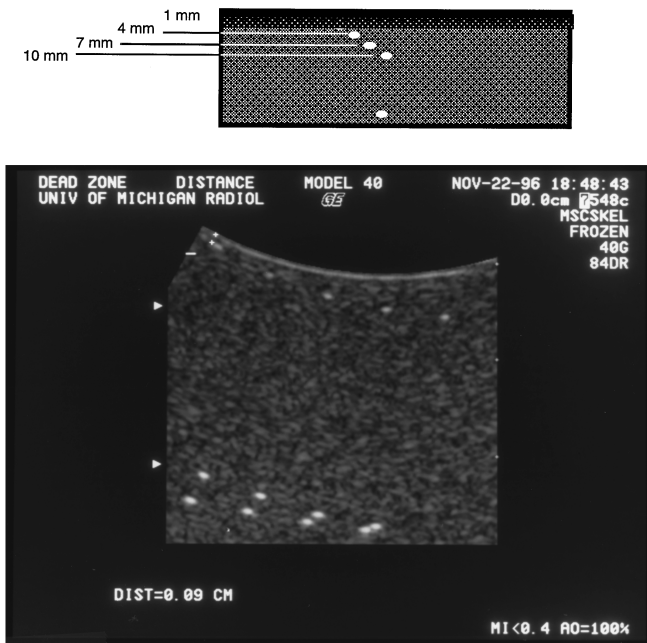 1 mm
4 mm
7 mm
10 mm
DEAD ZONE DISTANCE MODEL 40 NOV-22-96 18:48:43
UNIV OF MICHIGAN RADIOL GE D0.0cm 7548c
MSCSKEL
FROZEN
40G
84DR
DIST=0.09 CM
MI<0.4 AO=100%